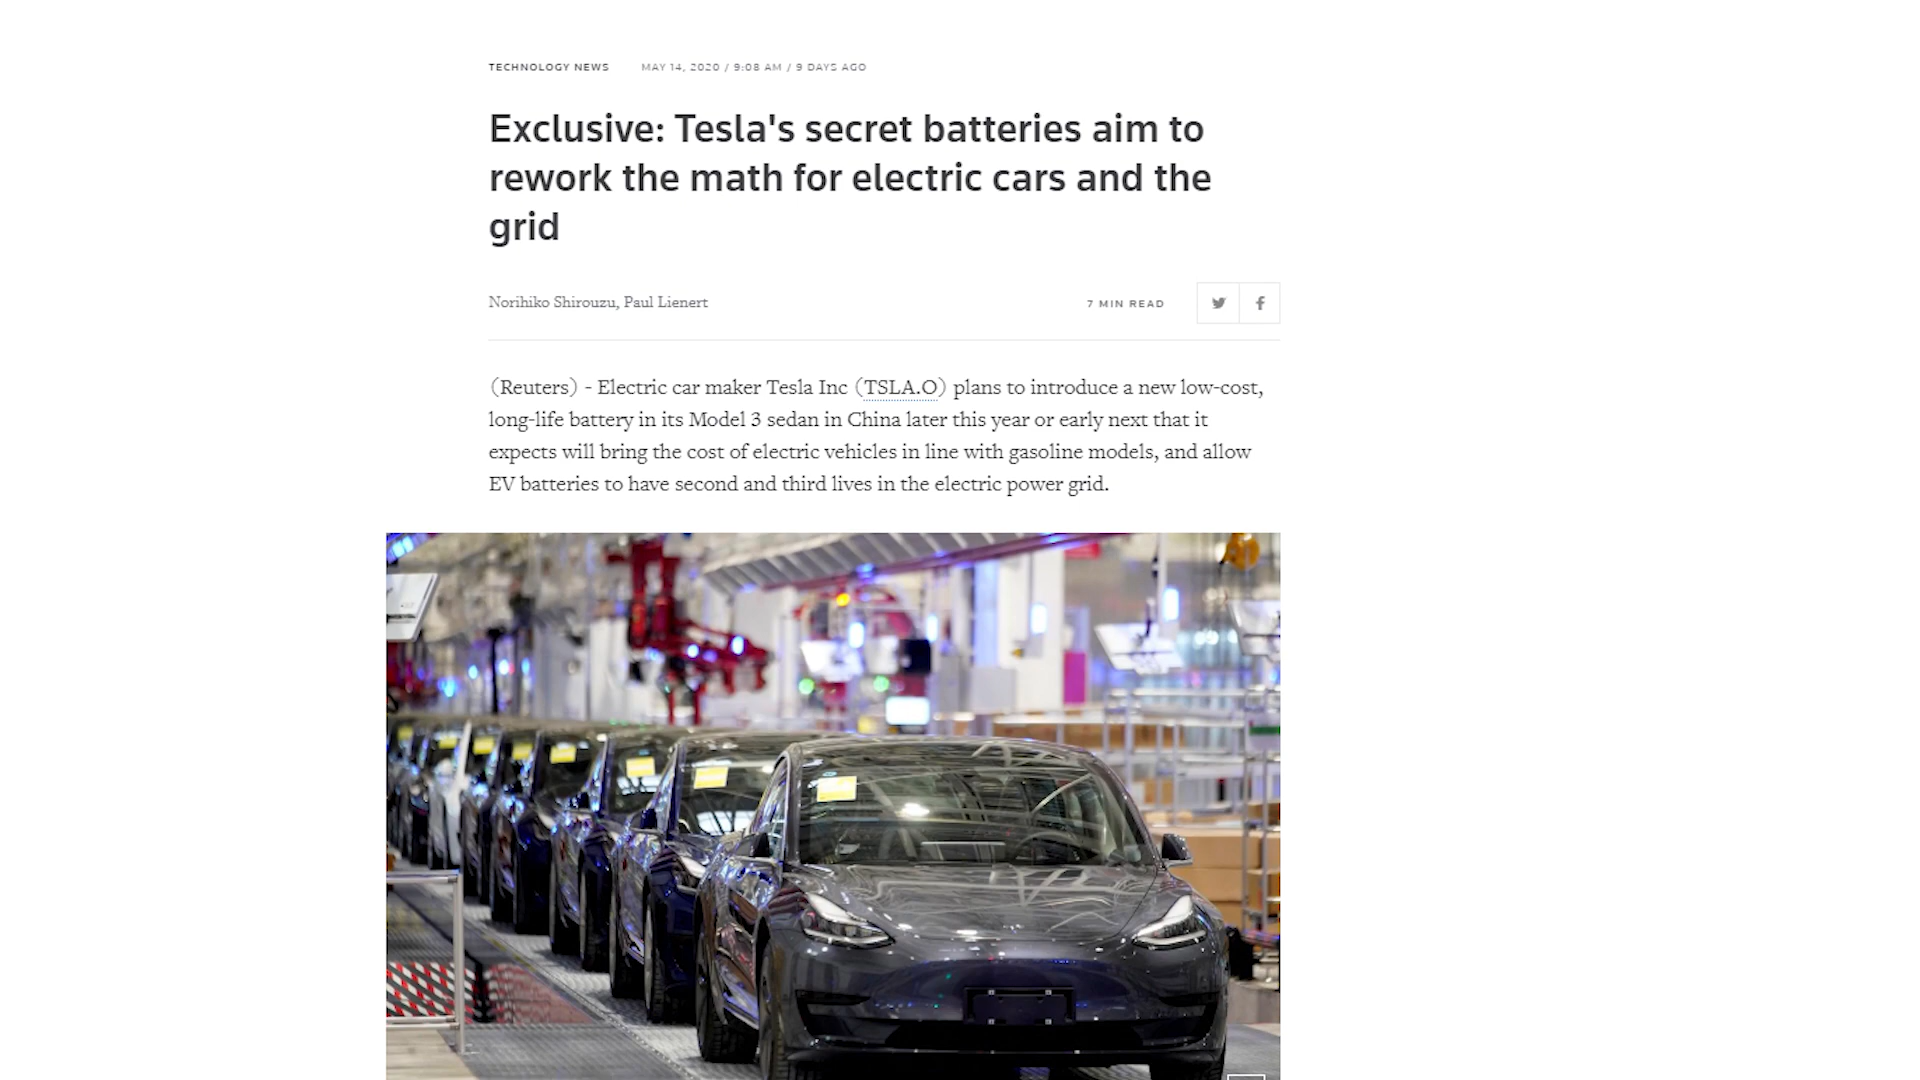 TECHNOLOGY NEWS MAY 14, 2020 / 9:08 AM / 9 DAYS AGO
Exclusive: Tesla's secret batteries aim to
rework the math for electric cars and the
grid
Norihiko Shirouzu, Paul Lienert 7 MIN READ
(Reuters) - Electric car maker Tesla Inc (TSLA.O) plans to introduce a new low-cost,
long-life battery in its Model 3 sedan in China later this year or early next that it
expects will bring the cost of electric vehicles in line with gasoline models, and allow
EV batteries to have second and third lives in the electric power grid.